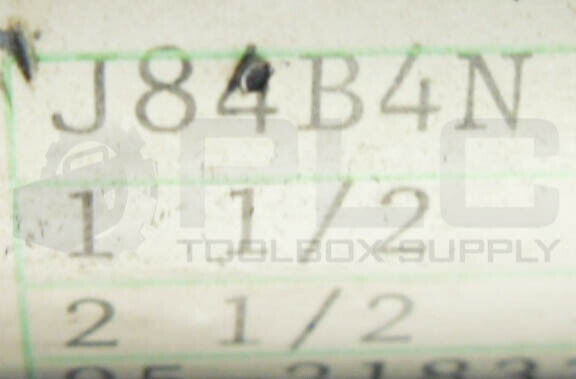 J84B4N
PLC
1 1/2
TOOLBOX SUPPLY
2 1/2